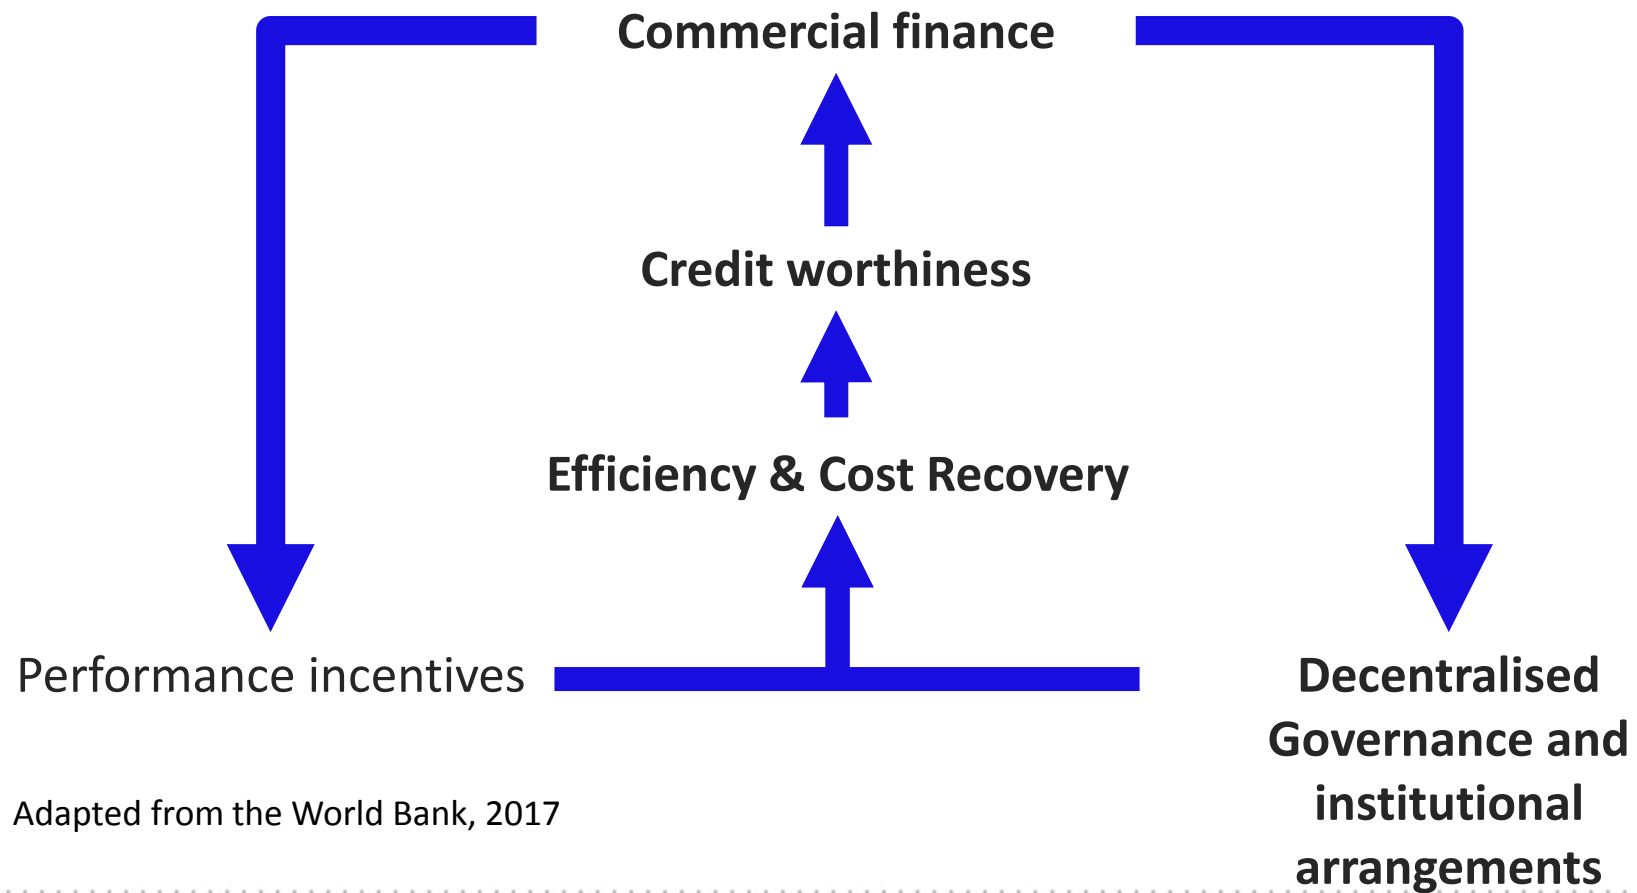 Commercial finance
Credit worthiness
Efficiency & Cost Recovery
Performance incentives
Decentralised
Governance and
institutional
arrangements
Adapted from the World Bank, 2017